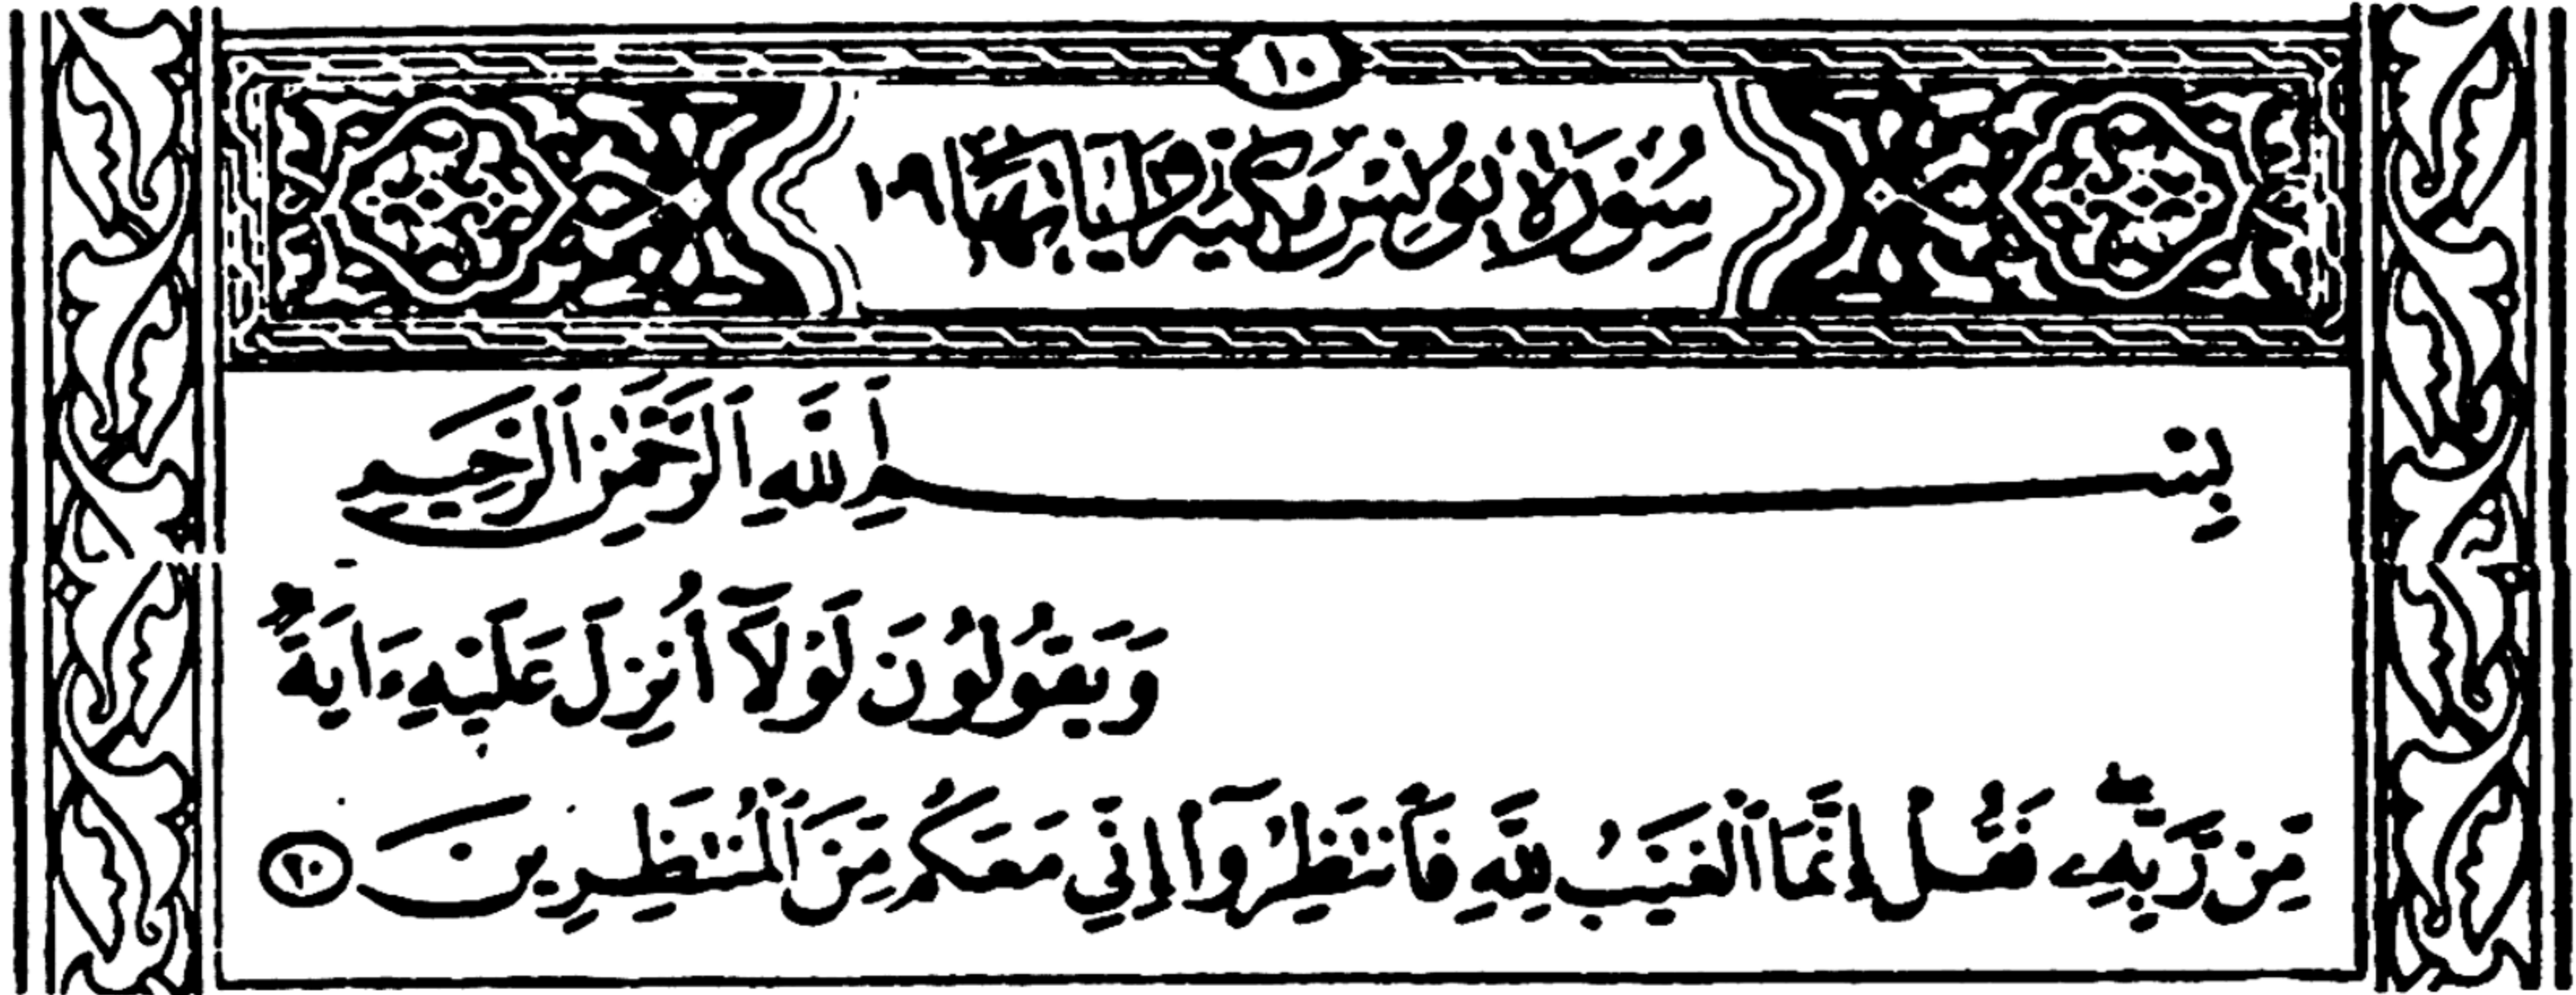 ١٠
سُورَةُ يُونُسَ مَكِّيَّةٌ وَآيَاتُهَا ١٠٩
بِسْمِ ٱللَّهِ ٱلرَّحْمَٰنِ ٱلرَّحِيمِ
وَيَقُولُونَ لَوْلَآ أُنزِلَ عَلَيْهِ ءَايَةٌ
مِّن رَّبِّهِۦ ۖ فَقُلْ إِنَّمَا ٱلْغَيْبُ لِلَّهِ فَٱنتَظِرُوٓا۟ إِنِّى مَعَكُم مِّنَ ٱلْمُنتَظِرِينَ ٢٠